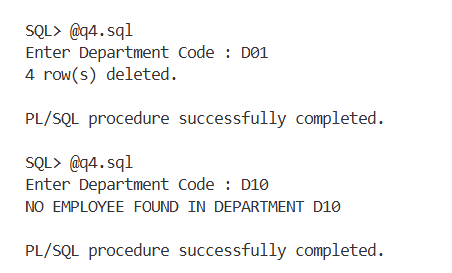 SQL> @q4.sql
Enter Department Code : D01
4 row(s) deleted.
PL/SQL procedure successfully completed.
SQL> @q4.sql
Enter Department Code : D10
NO EMPLOYEE FOUND IN DEPARTMENT D10
PL/SQL procedure successfully completed.